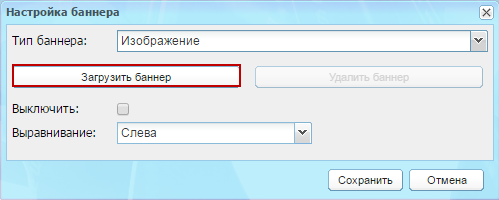 Настройка баннера
Тип баннера: Изображение
Загрузить баннер Удалить баннер
Выключить:
Выравнивание: Слева
Сохранить Отмена